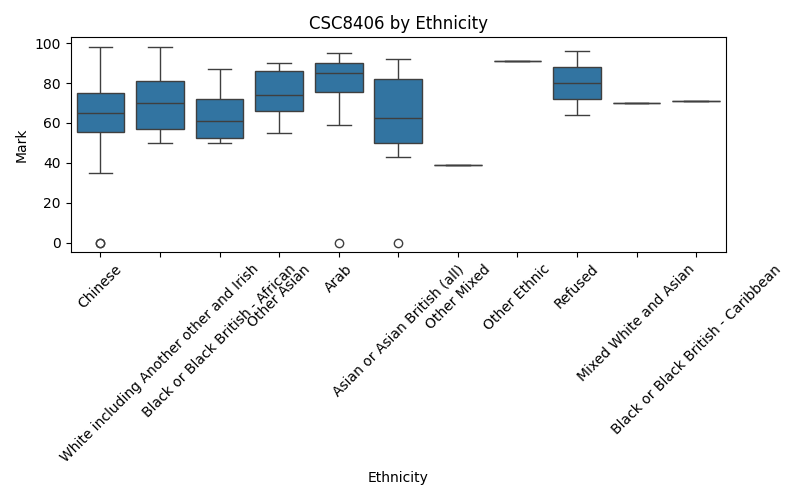 CSC8406 by Ethnicity
Mark
100
80
60
40
20
0
Chinese
White including Another other and Irish
Black or Black British - African
Other Asian
Arab
Asian or Asian British (all)
Other Mixed
Other Ethnic
Refused
Mixed White and Asian
Black or Black British - Caribbean
Ethnicity